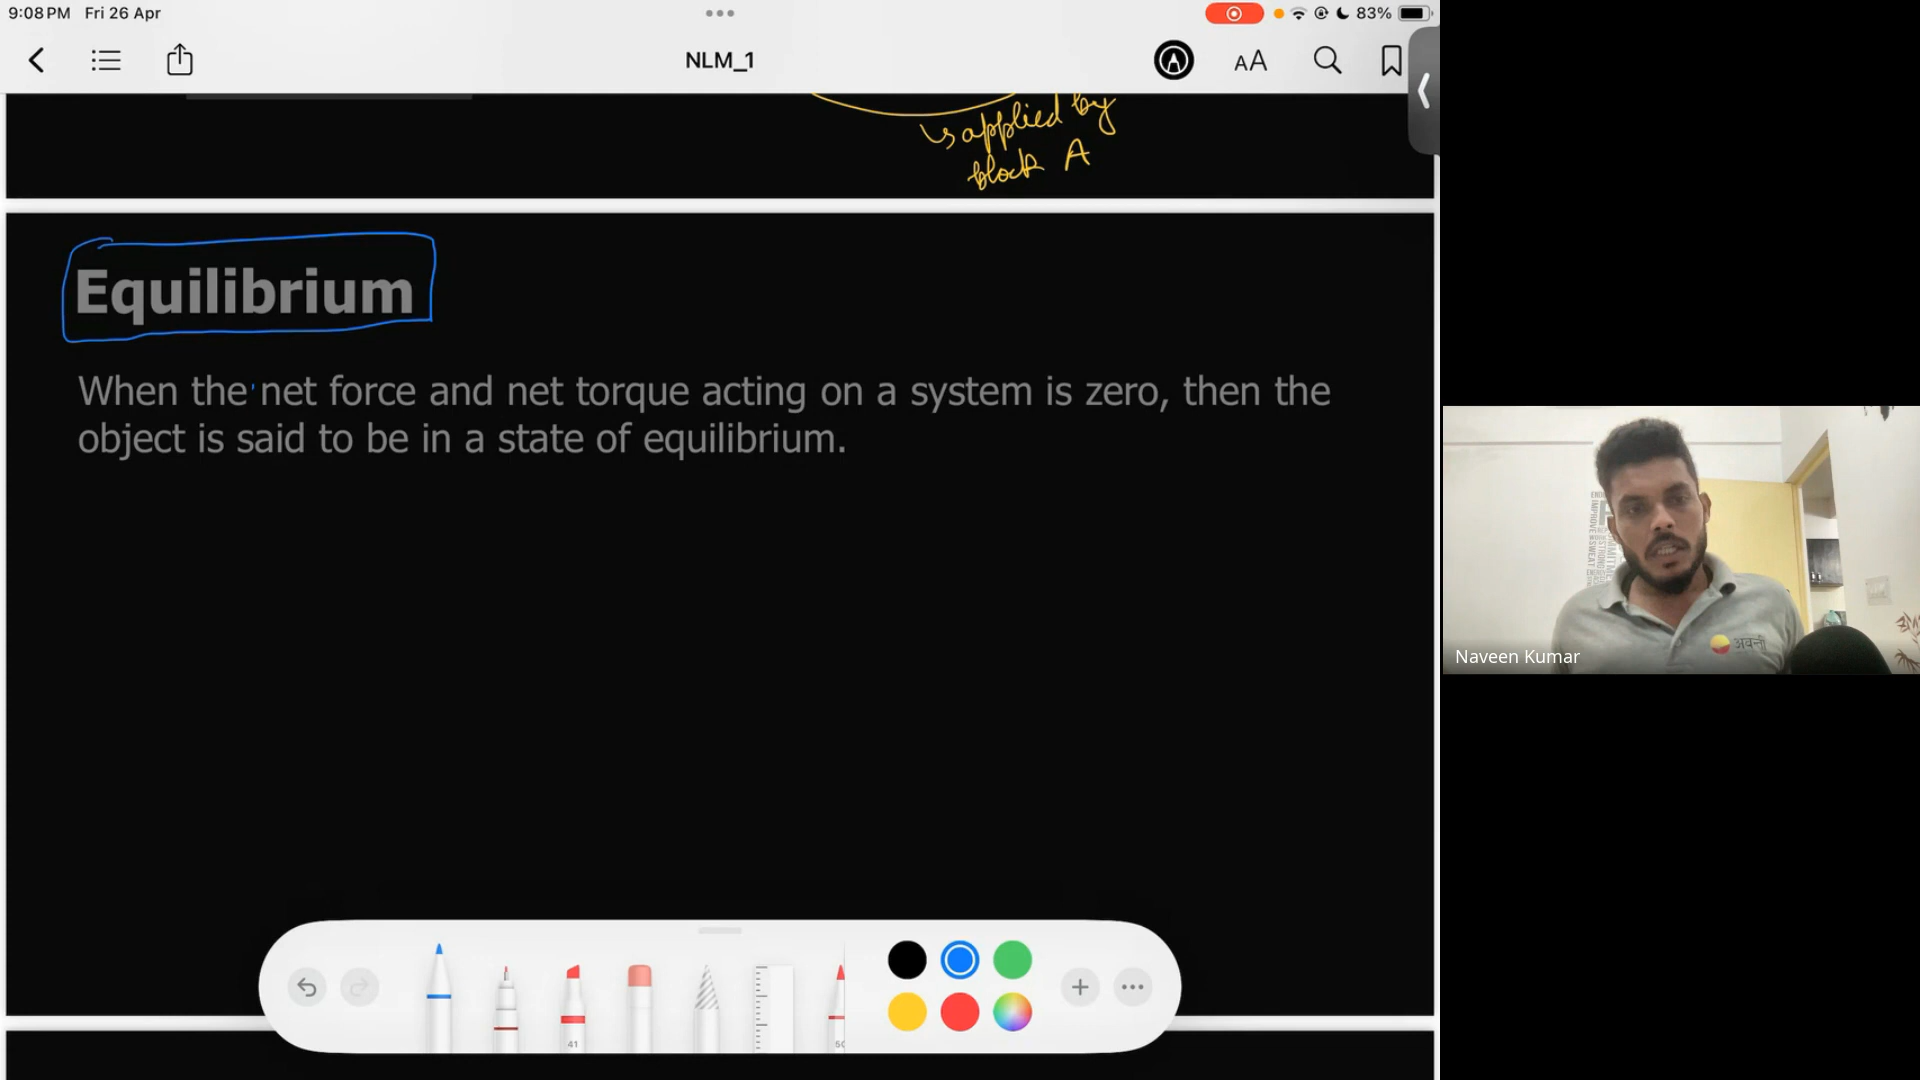 9:08 PM Fri 26 Apr
83%
NLM_1
AA
applied by
block A
Equilibrium
When the net force and net torque acting on a system is zero, then the
object is said to be in a state of equilibrium.
41
Naveen Kumar
अवन्ती